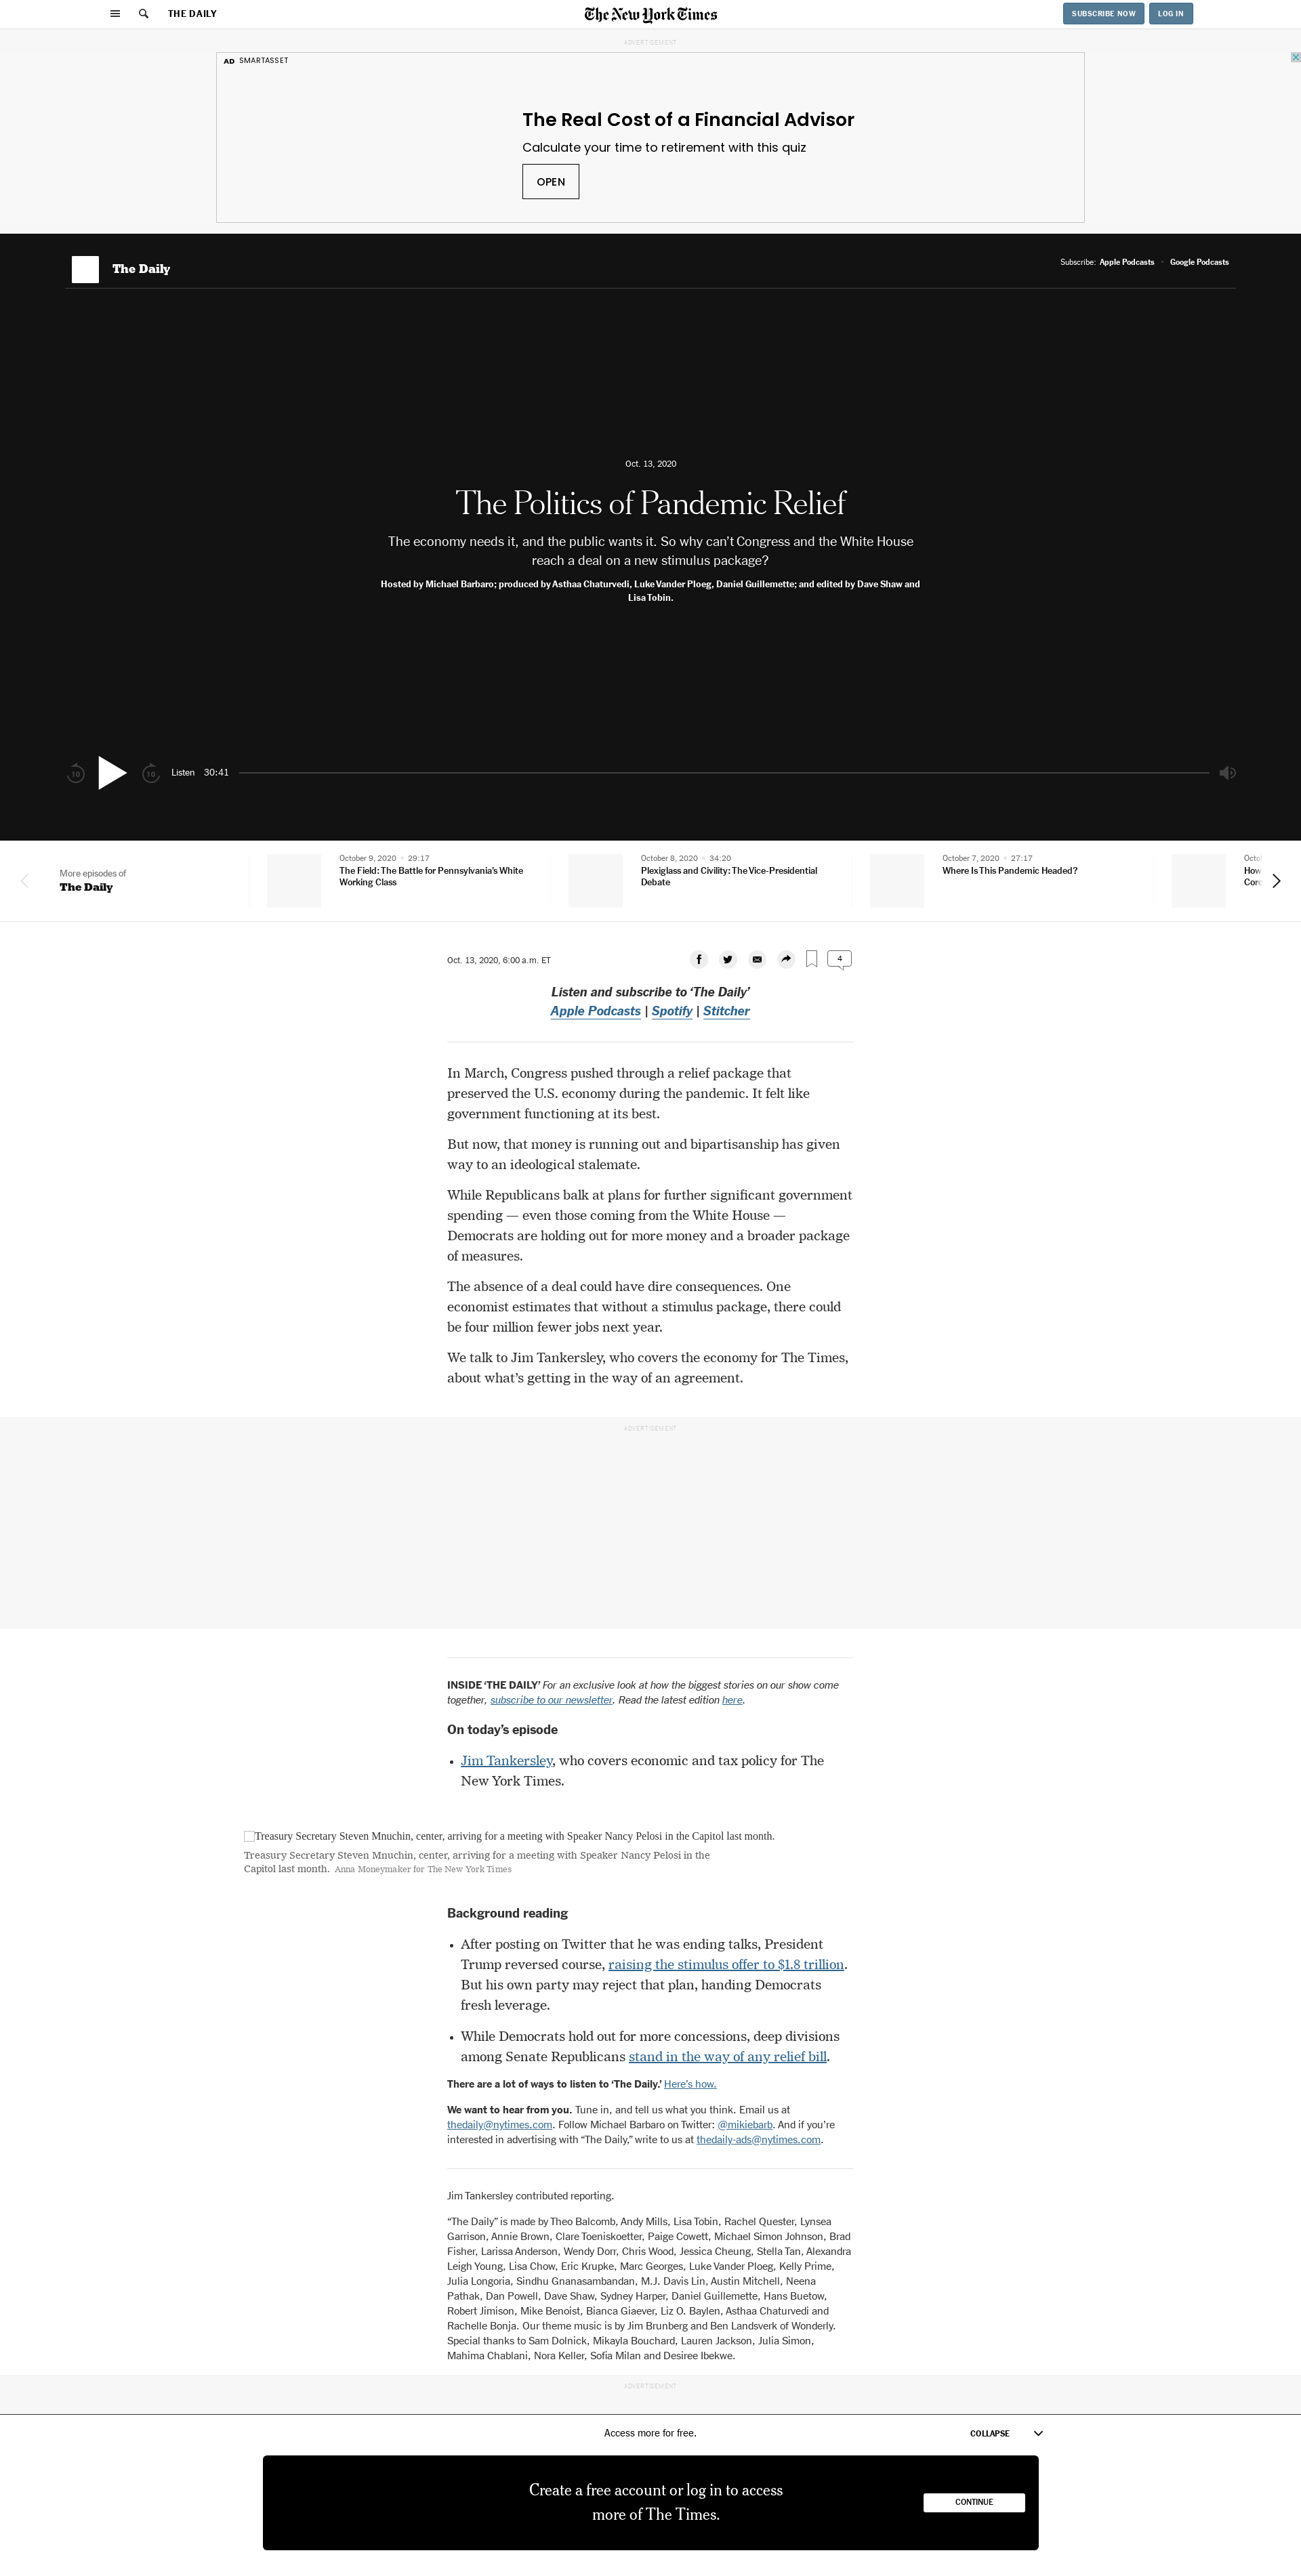 THE DAILY
The New York Times
SUBSCRIBE NOW
LOG IN
ADVERTISEMENT
AD SMARTASSET
The Real Cost of a Financial Advisor
Calculate your time to retirement with this quiz
OPEN
The Daily
Subscribe: Apple Podcasts • Google Podcasts
Oct. 13, 2020
The Politics of Pandemic Relief
The economy needs it, and the public wants it. So why can’t Congress and the White House
reach a deal on a new stimulus package?
Hosted by Michael Barbaro; produced by Asthaa Chaturvedi, Luke Vander Ploeg, Daniel Guillemette; and edited by Dave Shaw and
Lisa Tobin.
10
10
Listen 30:41
More episodes of
The Daily
October 9, 2020 • 29:17
The Field: The Battle for Pennsylvania’s White
Working Class
October 8, 2020 • 34:20
Plexiglass and Civility: The Vice-Presidential
Debate
October 7, 2020 • 27:17
Where Is This Pandemic Headed?
How
Oct. 13, 2020, 6:00 a.m. ET
4
Listen and subscribe to ‘The Daily’
Apple Podcasts | Spotify | Stitcher
In March, Congress pushed through a relief package that
preserved the U.S. economy during the pandemic. It felt like
government functioning at its best.
But now, that money is running out and bipartisanship has given
way to an ideological stalemate.
While Republicans balk at plans for further significant government
spending — even those coming from the White House —
Democrats are holding out for more money and a broader package
of measures.
The absence of a deal could have dire consequences. One
economist estimates that without a stimulus package, there could
be four million fewer jobs next year.
We talk to Jim Tankersley, who covers the economy for The Times,
about what’s getting in the way of an agreement.
ADVERTISEMENT
INSIDE ‘THE DAILY’ For an exclusive look at how the biggest stories on our show come
together, subscribe to our newsletter. Read the latest edition here.
On today’s episode
• Jim Tankersley, who covers economic and tax policy for The
New York Times.
Treasury Secretary Steven Mnuchin, center, arriving for a meeting with Speaker Nancy Pelosi in the Capitol last month.
Treasury Secretary Steven Mnuchin, center, arriving for a meeting with Speaker Nancy Pelosi in the
Capitol last month. Anna Moneymaker for The New York Times
Background reading
• After posting on Twitter that he was ending talks, President
Trump reversed course, raising the stimulus offer to $1.8 trillion.
But his own party may reject that plan, handing Democrats
fresh leverage.
• While Democrats hold out for more concessions, deep divisions
among Senate Republicans stand in the way of any relief bill.
There are a lot of ways to listen to ‘The Daily.’ Here’s how.
We want to hear from you. Tune in, and tell us what you think. Email us at
thedaily@nytimes.com. Follow Michael Barbaro on Twitter: @mikiebarb. And if you’re
interested in advertising with “The Daily,” write to us at thedaily-ads@nytimes.com.
Jim Tankersley contributed reporting.
“The Daily” is made by Theo Balcomb, Andy Mills, Lisa Tobin, Rachel Quester, Lynsea
Garrison, Annie Brown, Clare Toeniskoetter, Paige Cowett, Michael Simon Johnson, Brad
Fisher, Larissa Anderson, Wendy Dorr, Chris Wood, Jessica Cheung, Stella Tan, Alexandra
Leigh Young, Lisa Chow, Eric Krupke, Marc Georges, Luke Vander Ploeg, Kelly Prime,
Julia Longoria, Sindhu Gnanasambandan, M.J. Davis Lin, Austin Mitchell, Neena
Pathak, Dan Powell, Dave Shaw, Sydney Harper, Daniel Guillemette, Hans Buetow,
Robert Jimison, Mike Benoist, Bianca Giaever, Liz O. Baylen, Asthaa Chaturvedi and
Rachelle Bonja. Our theme music is by Jim Brunberg and Ben Landsverk of Wonderly.
Special thanks to Sam Dolnick, Mikayla Bouchard, Lauren Jackson, Julia Simon,
Mahima Chablani, Nora Keller, Sofia Milan and Desiree Ibekwe.
ADVERTISEMENT
Access more for free.
COLLAPSE
Create a free account or log in to access
more of The Times.
CONTINUE